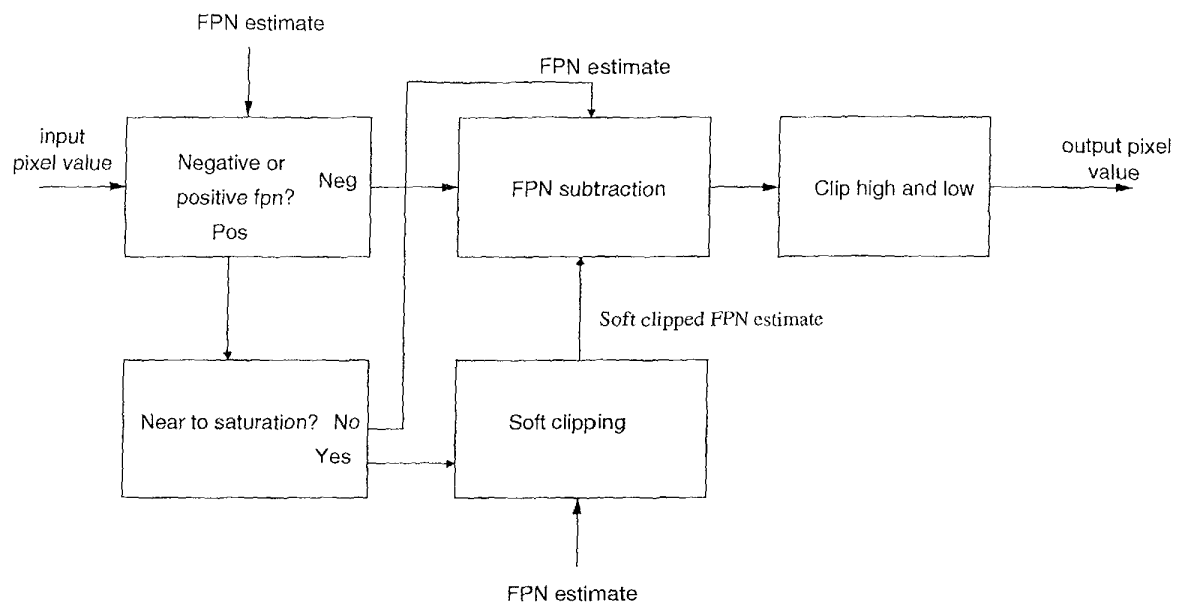 FPN estimate
FPN estimate
input
pixel value
Negative or
positive fpn?
Neg
Pos
FPN subtraction
Clip high and low
output pixel
value
Soft clipped FPN estimate
Near to saturation? No
Yes
Soft clipping
FPN estimate